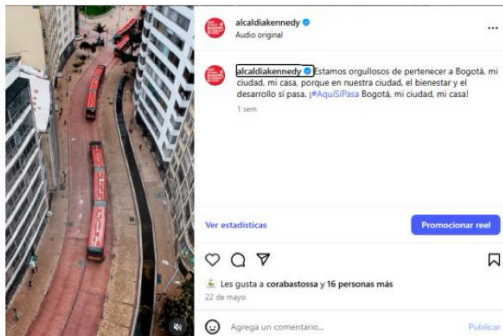 alcaldiakennedy
Audio original
alcaldiakennedy Estamos orgullosos de pertenecer a Bogotá, mi
ciudad, mi casa, porque en nuestra ciudad, el bienestar y el
desarrollo sí pasa. ¡#AquíSíPasa Bogotá, mi ciudad, mi casa!
1 sem
Ver estadísticas
Promocionar reel
Les gusta a corabastossa y 16 personas más
22 de mayo
Agrega un comentario...
Publicar